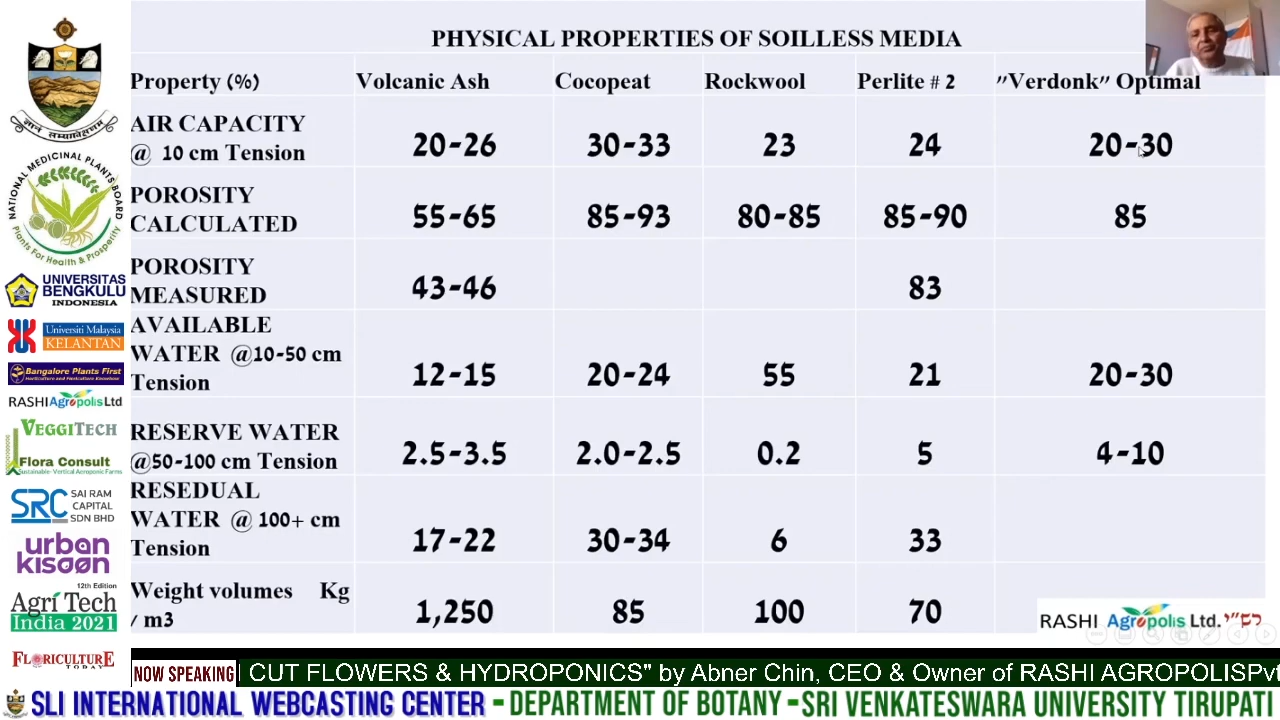 PHYSICAL PROPERTIES OF SOILLESS MEDIA
Property (%) Volcanic Ash Cocopeat Rockwool Perlite # 2 ″Verdonk″ Optimal
AIR CAPACITY
@ 10 cm Tension 20-26 30-33 23 24 20-30
POROSITY
CALCULATED 55-65 85-93 80-85 85-90 85
POROSITY
MEASURED 43-46 83
AVAILABLE
WATER @10-50 cm
Tension 12-15 20-24 55 21 20-30
RESERVE WATER
@50-100 cm Tension 2.5-3.5 2.0-2.5 0.2 5 4-10
RESEDUAL
WATER @ 100+ cm
Tension 17-22 30-34 6 33
Weight volumes Kg
/ m3 1,250 85 100 70
RASHI Agropolis Ltd. רש"י
NATIONAL MEDICINAL PLANTS BOARD
Plants For Health & Prosperity
UNIVERSITAS
BENGKULU
INDONESIA
Universiti Malaysia
KELANTAN
Bangalore Plants First
RASHI Agropolis Ltd
VEGGITECH
Flora Consult
Sustainable-Vertical Aeroponic Farms
SRC SAI RAM
CAPITAL
SDN BHD
urban
kisaan
12th Edition
Agri Tech
India 2021
FLORICULTURE
TODAY
NOW SPEAKING CUT FLOWERS & HYDROPONICS" by Abner Chin, CEO & Owner of RASHI AGROPOLISPv
SLI INTERNATIONAL WEBCASTING CENTER - DEPARTMENT OF BOTANY - SRI VENKATESWARA UNIVERSITY TIRUPATI